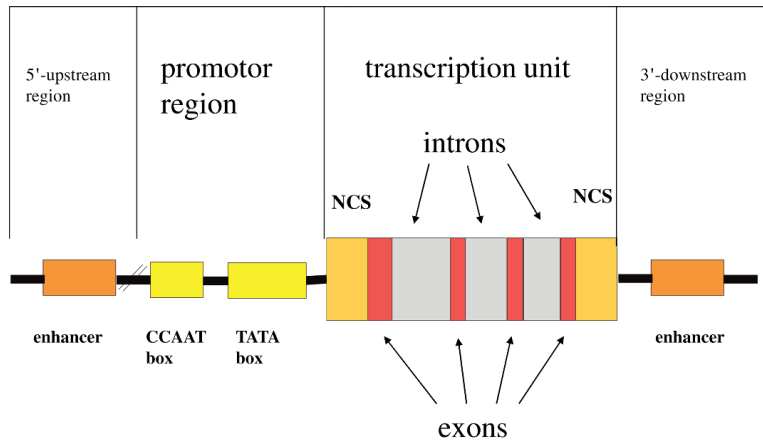 5'-upstream
region
promotor
region
transcription unit
3'-downstream
region
introns
NCS
NCS
enhancer
CCAAT
box
TATA
box
enhancer
exons